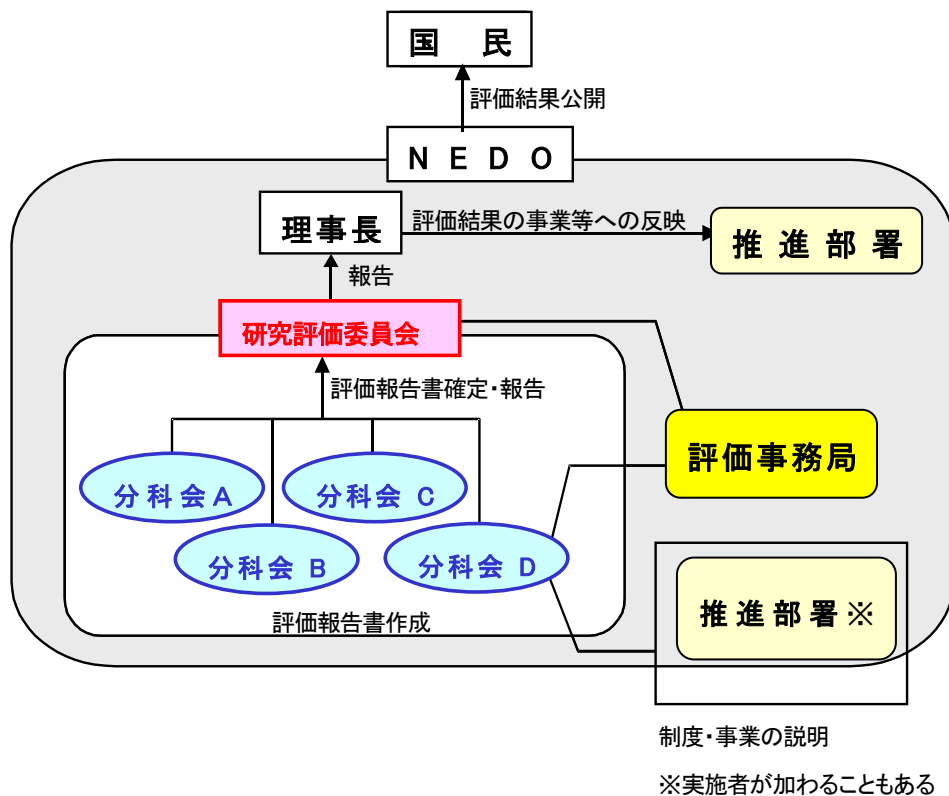 国　民
評価結果公開
ＮＥＤＯ
理事長
評価結果の事業等への反映
推進部署
報告
研究評価委員会
評価報告書確定・報告
評価事務局
分科会A
分科会 C
分科会 B
分科会 D
推進部署※
評価報告書作成
制度・事業の説明
※実施者が加わることもある